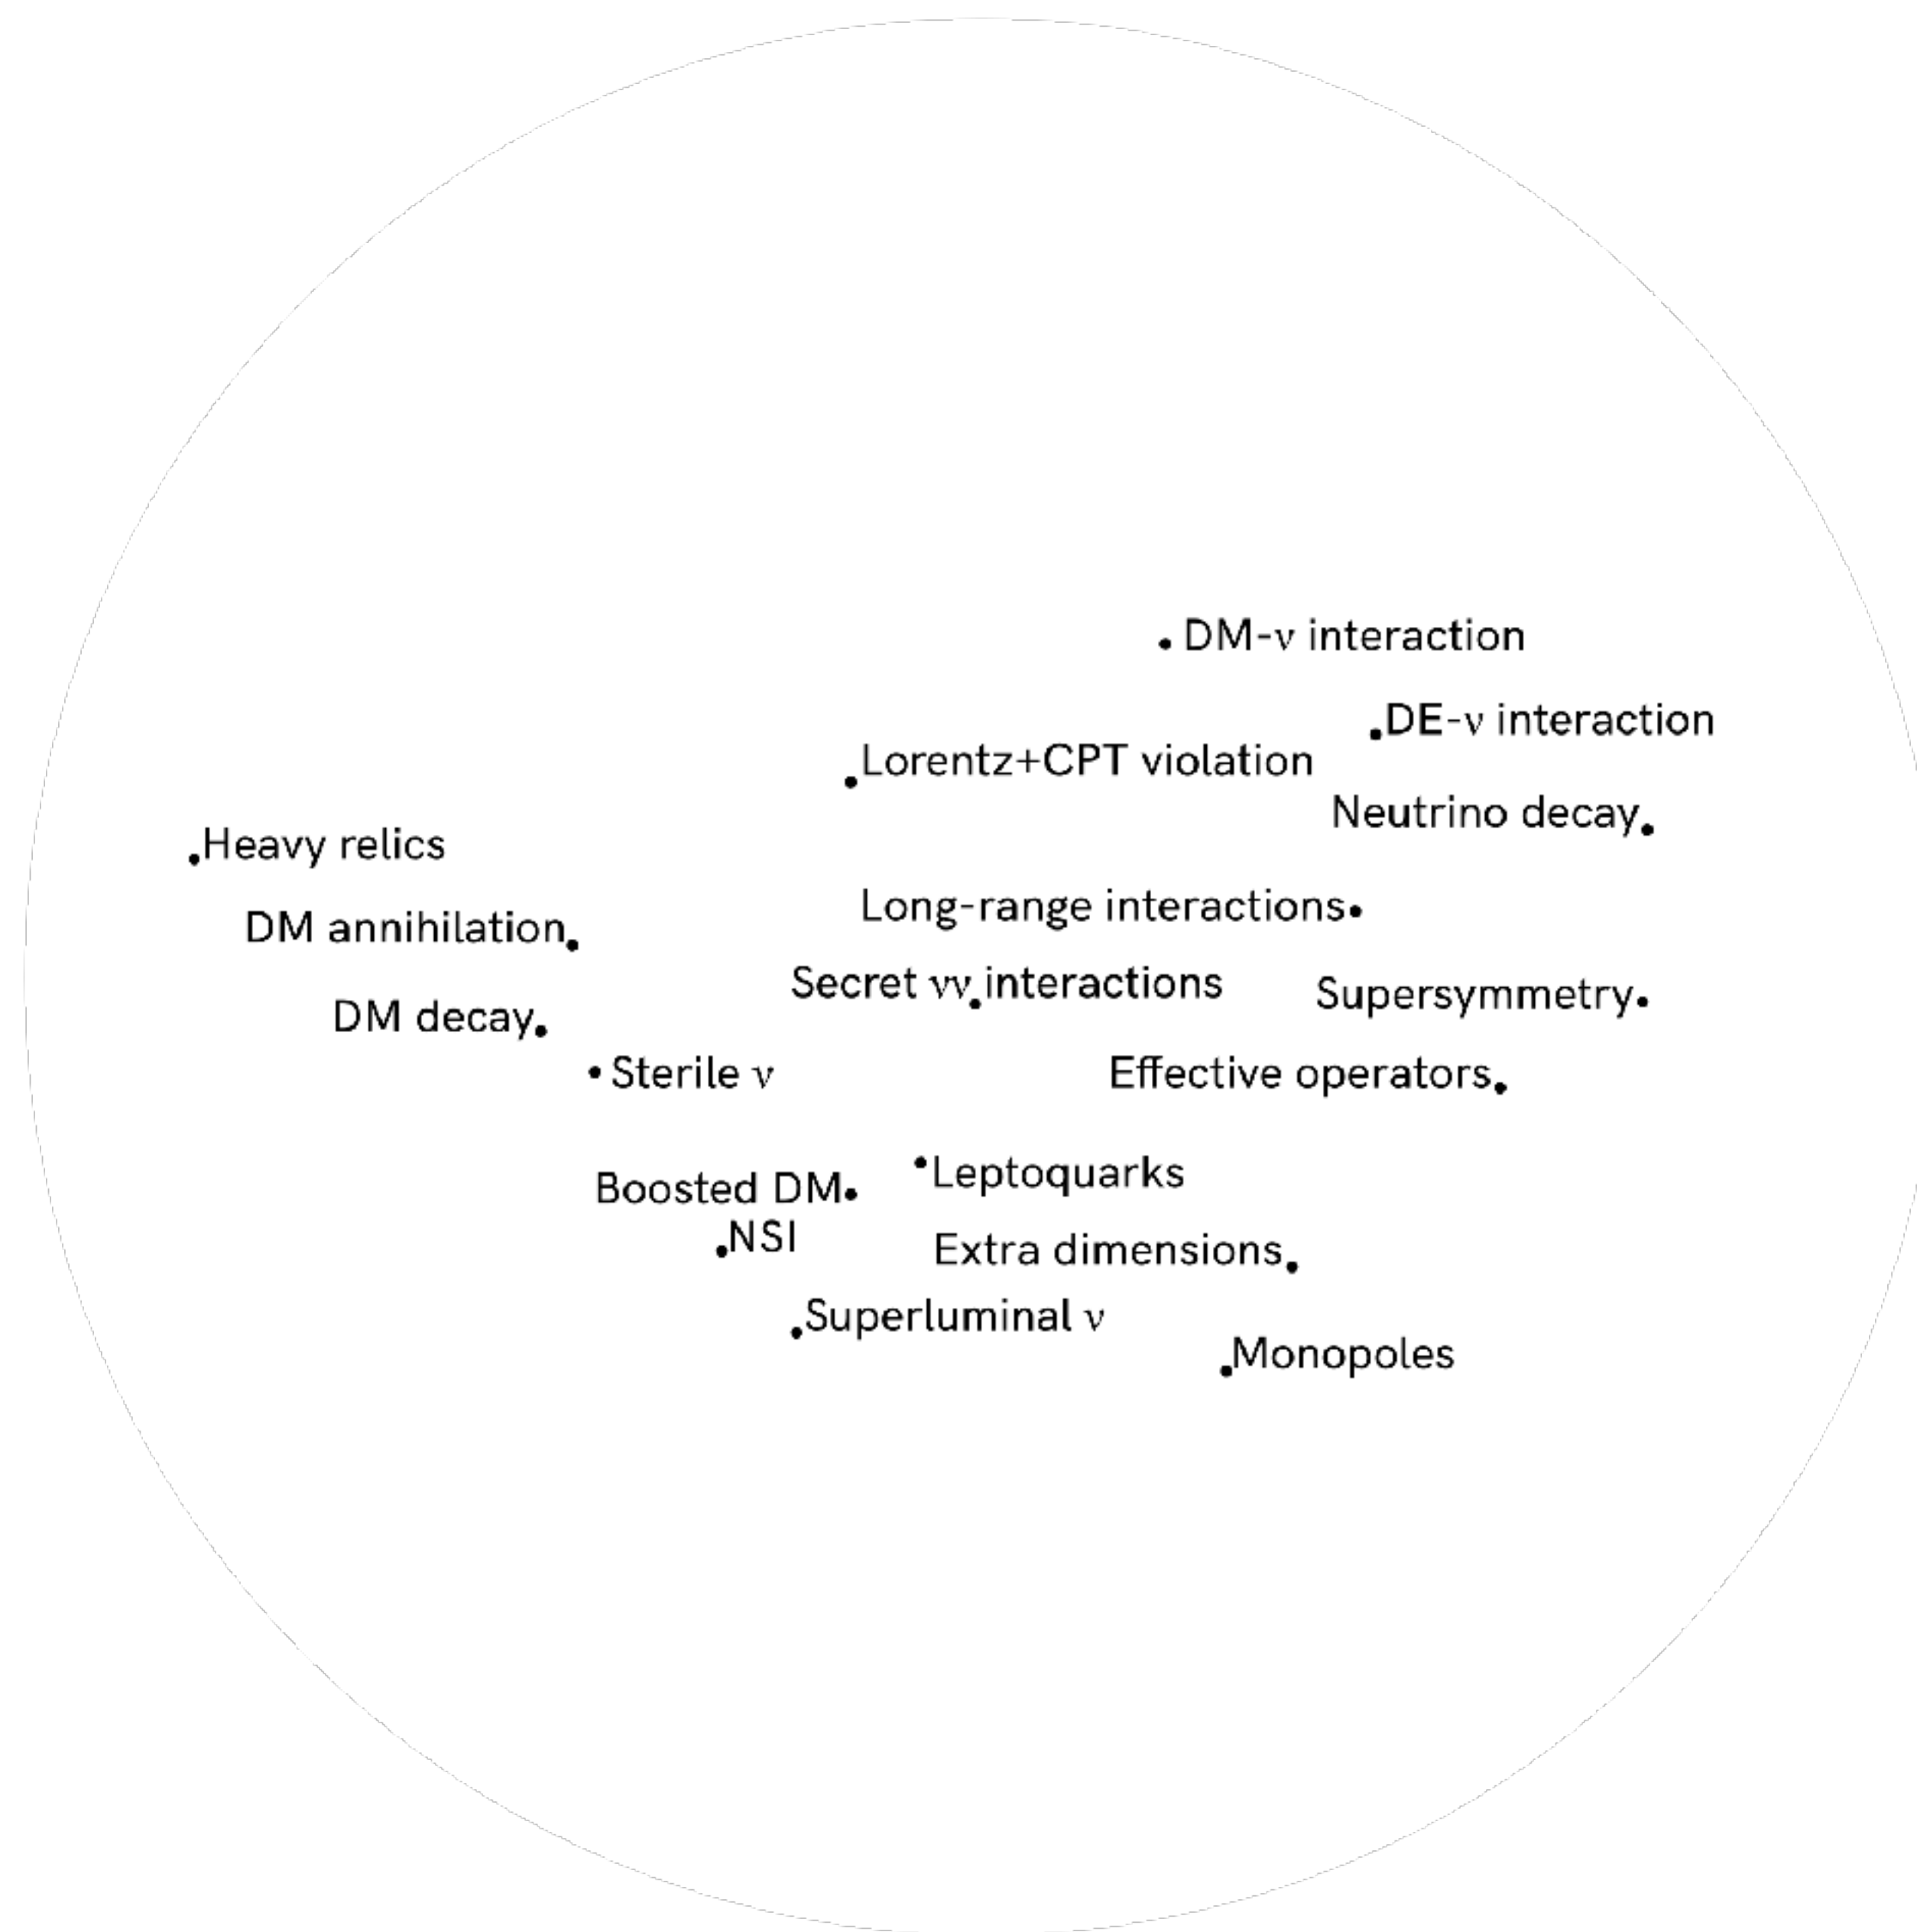 DM-ν interaction
DE-ν interaction
Lorentz+CPT violation
Neutrino decay
Heavy relics
Long-range interactions
DM annihilation
Secret νν interactions
Supersymmetry
DM decay
Sterile ν
Effective operators
Leptoquarks
Boosted DM
NSI
Extra dimensions
Superluminal ν
Monopoles